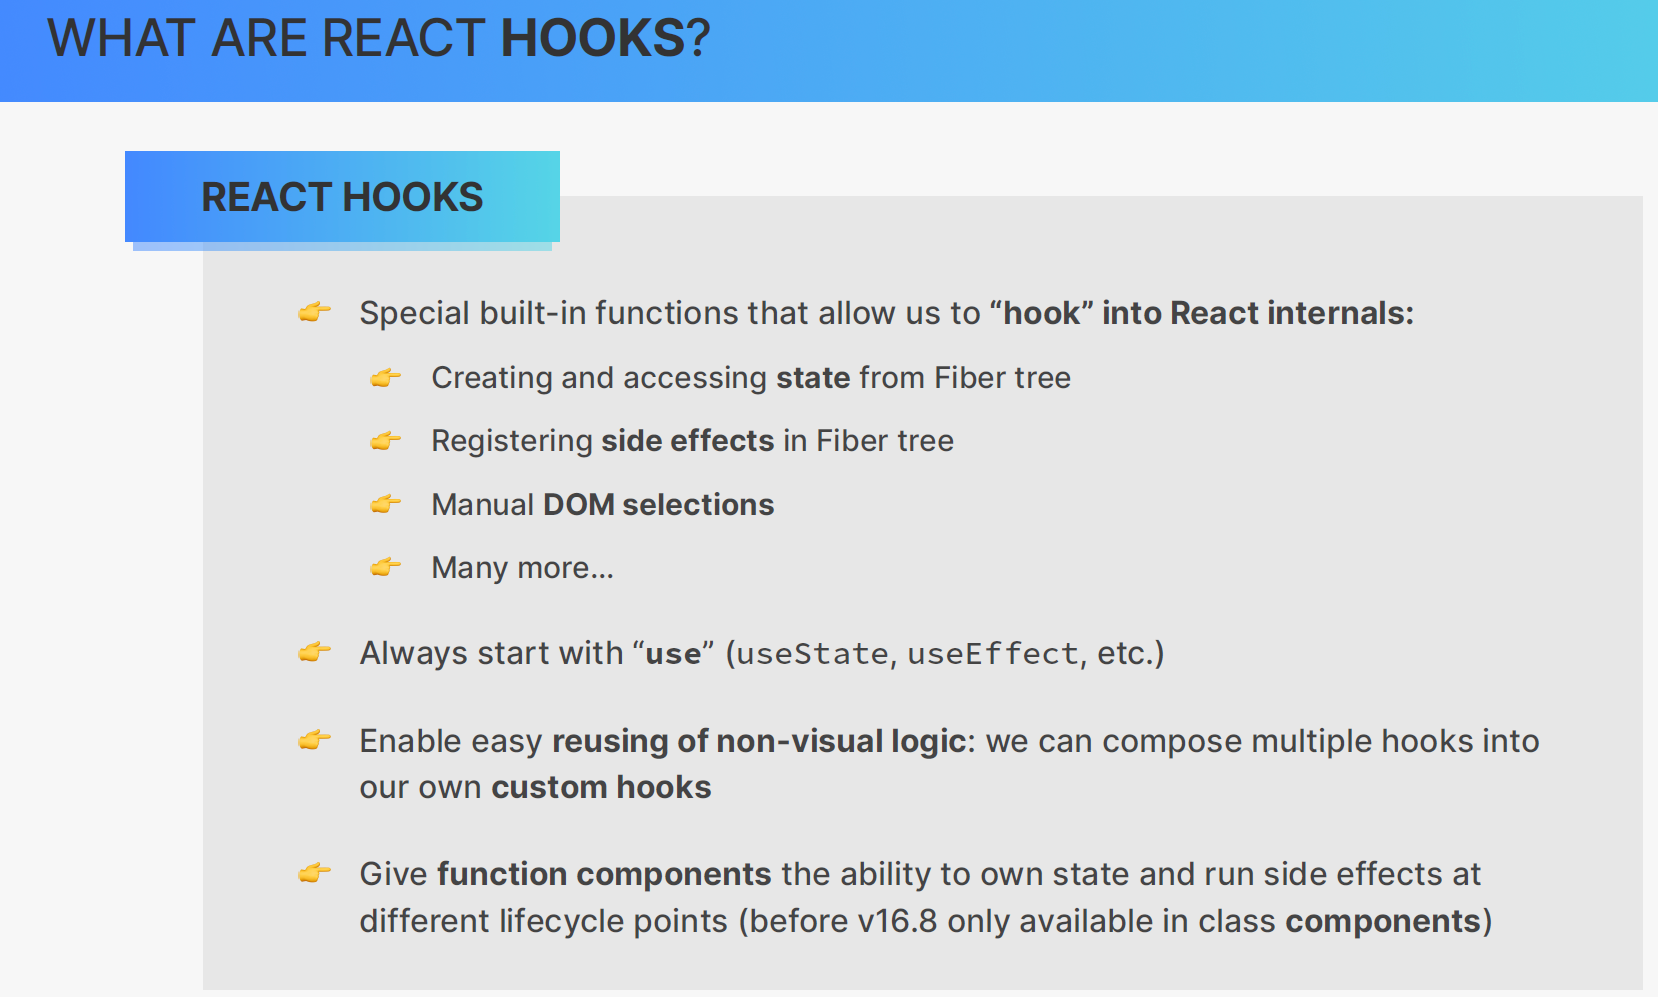 WHAT ARE REACT HOOKS?
REACT HOOKS
👉 Special built-in functions that allow us to “hook” into React internals:
👉 Creating and accessing state from Fiber tree
👉 Registering side effects in Fiber tree
👉 Manual DOM selections
👉 Many more…
👉 Always start with “use” (useState, useEffect, etc.)
👉 Enable easy reusing of non-visual logic: we can compose multiple hooks into
our own custom hooks
👉 Give function components the ability to own state and run side effects at
different lifecycle points (before v16.8 only available in class components)